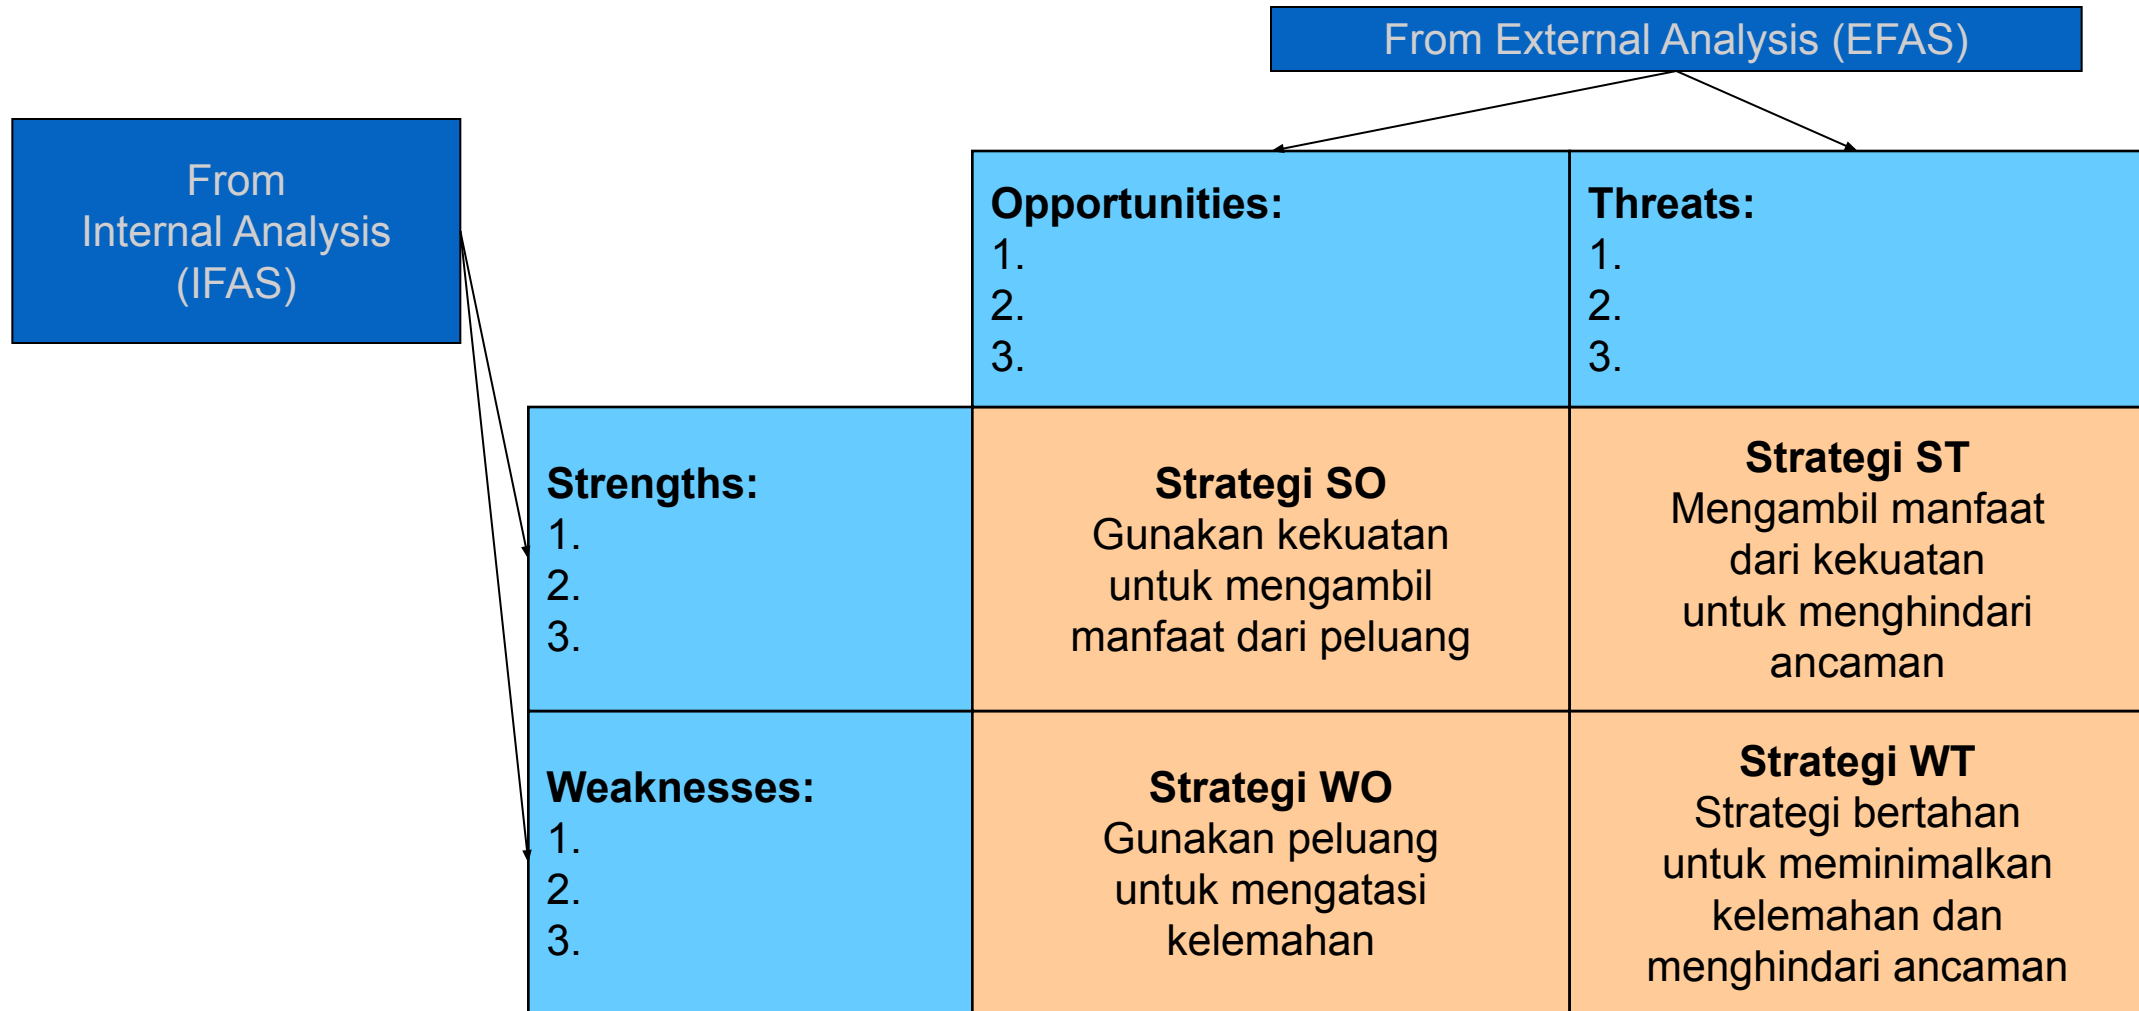 From External Analysis (EFAS)
From
Internal Analysis
(IFAS)
Opportunities:
1.
2.
3.
Threats:
1.
2.
3.
Strengths:
1.
2.
3.
Strategi SO
Gunakan kekuatan
untuk mengambil
manfaat dari peluang
Strategi ST
Mengambil manfaat
dari kekuatan
untuk menghindari
ancaman
Weaknesses:
1.
2.
3.
Strategi WO
Gunakan peluang
untuk mengatasi
kelemahan
Strategi WT
Strategi bertahan
untuk meminimalkan
kelemahan dan
menghindari ancaman